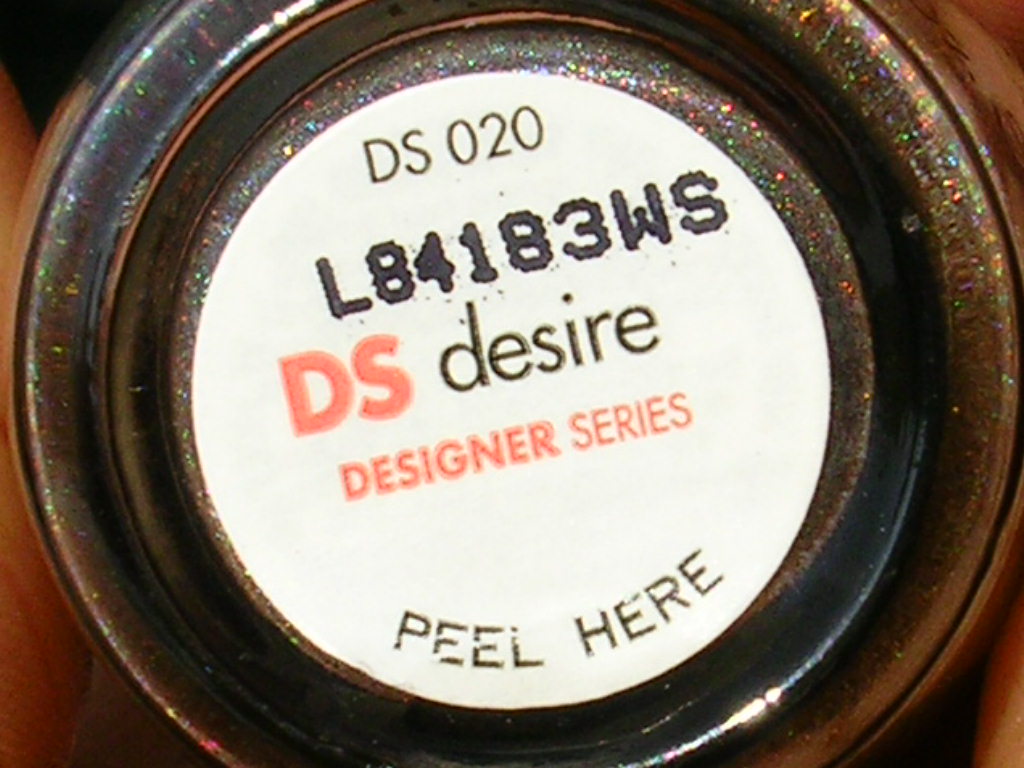 DS 020
L84183WS
DS desire
DESIGNER SERIES
PEEL HERE